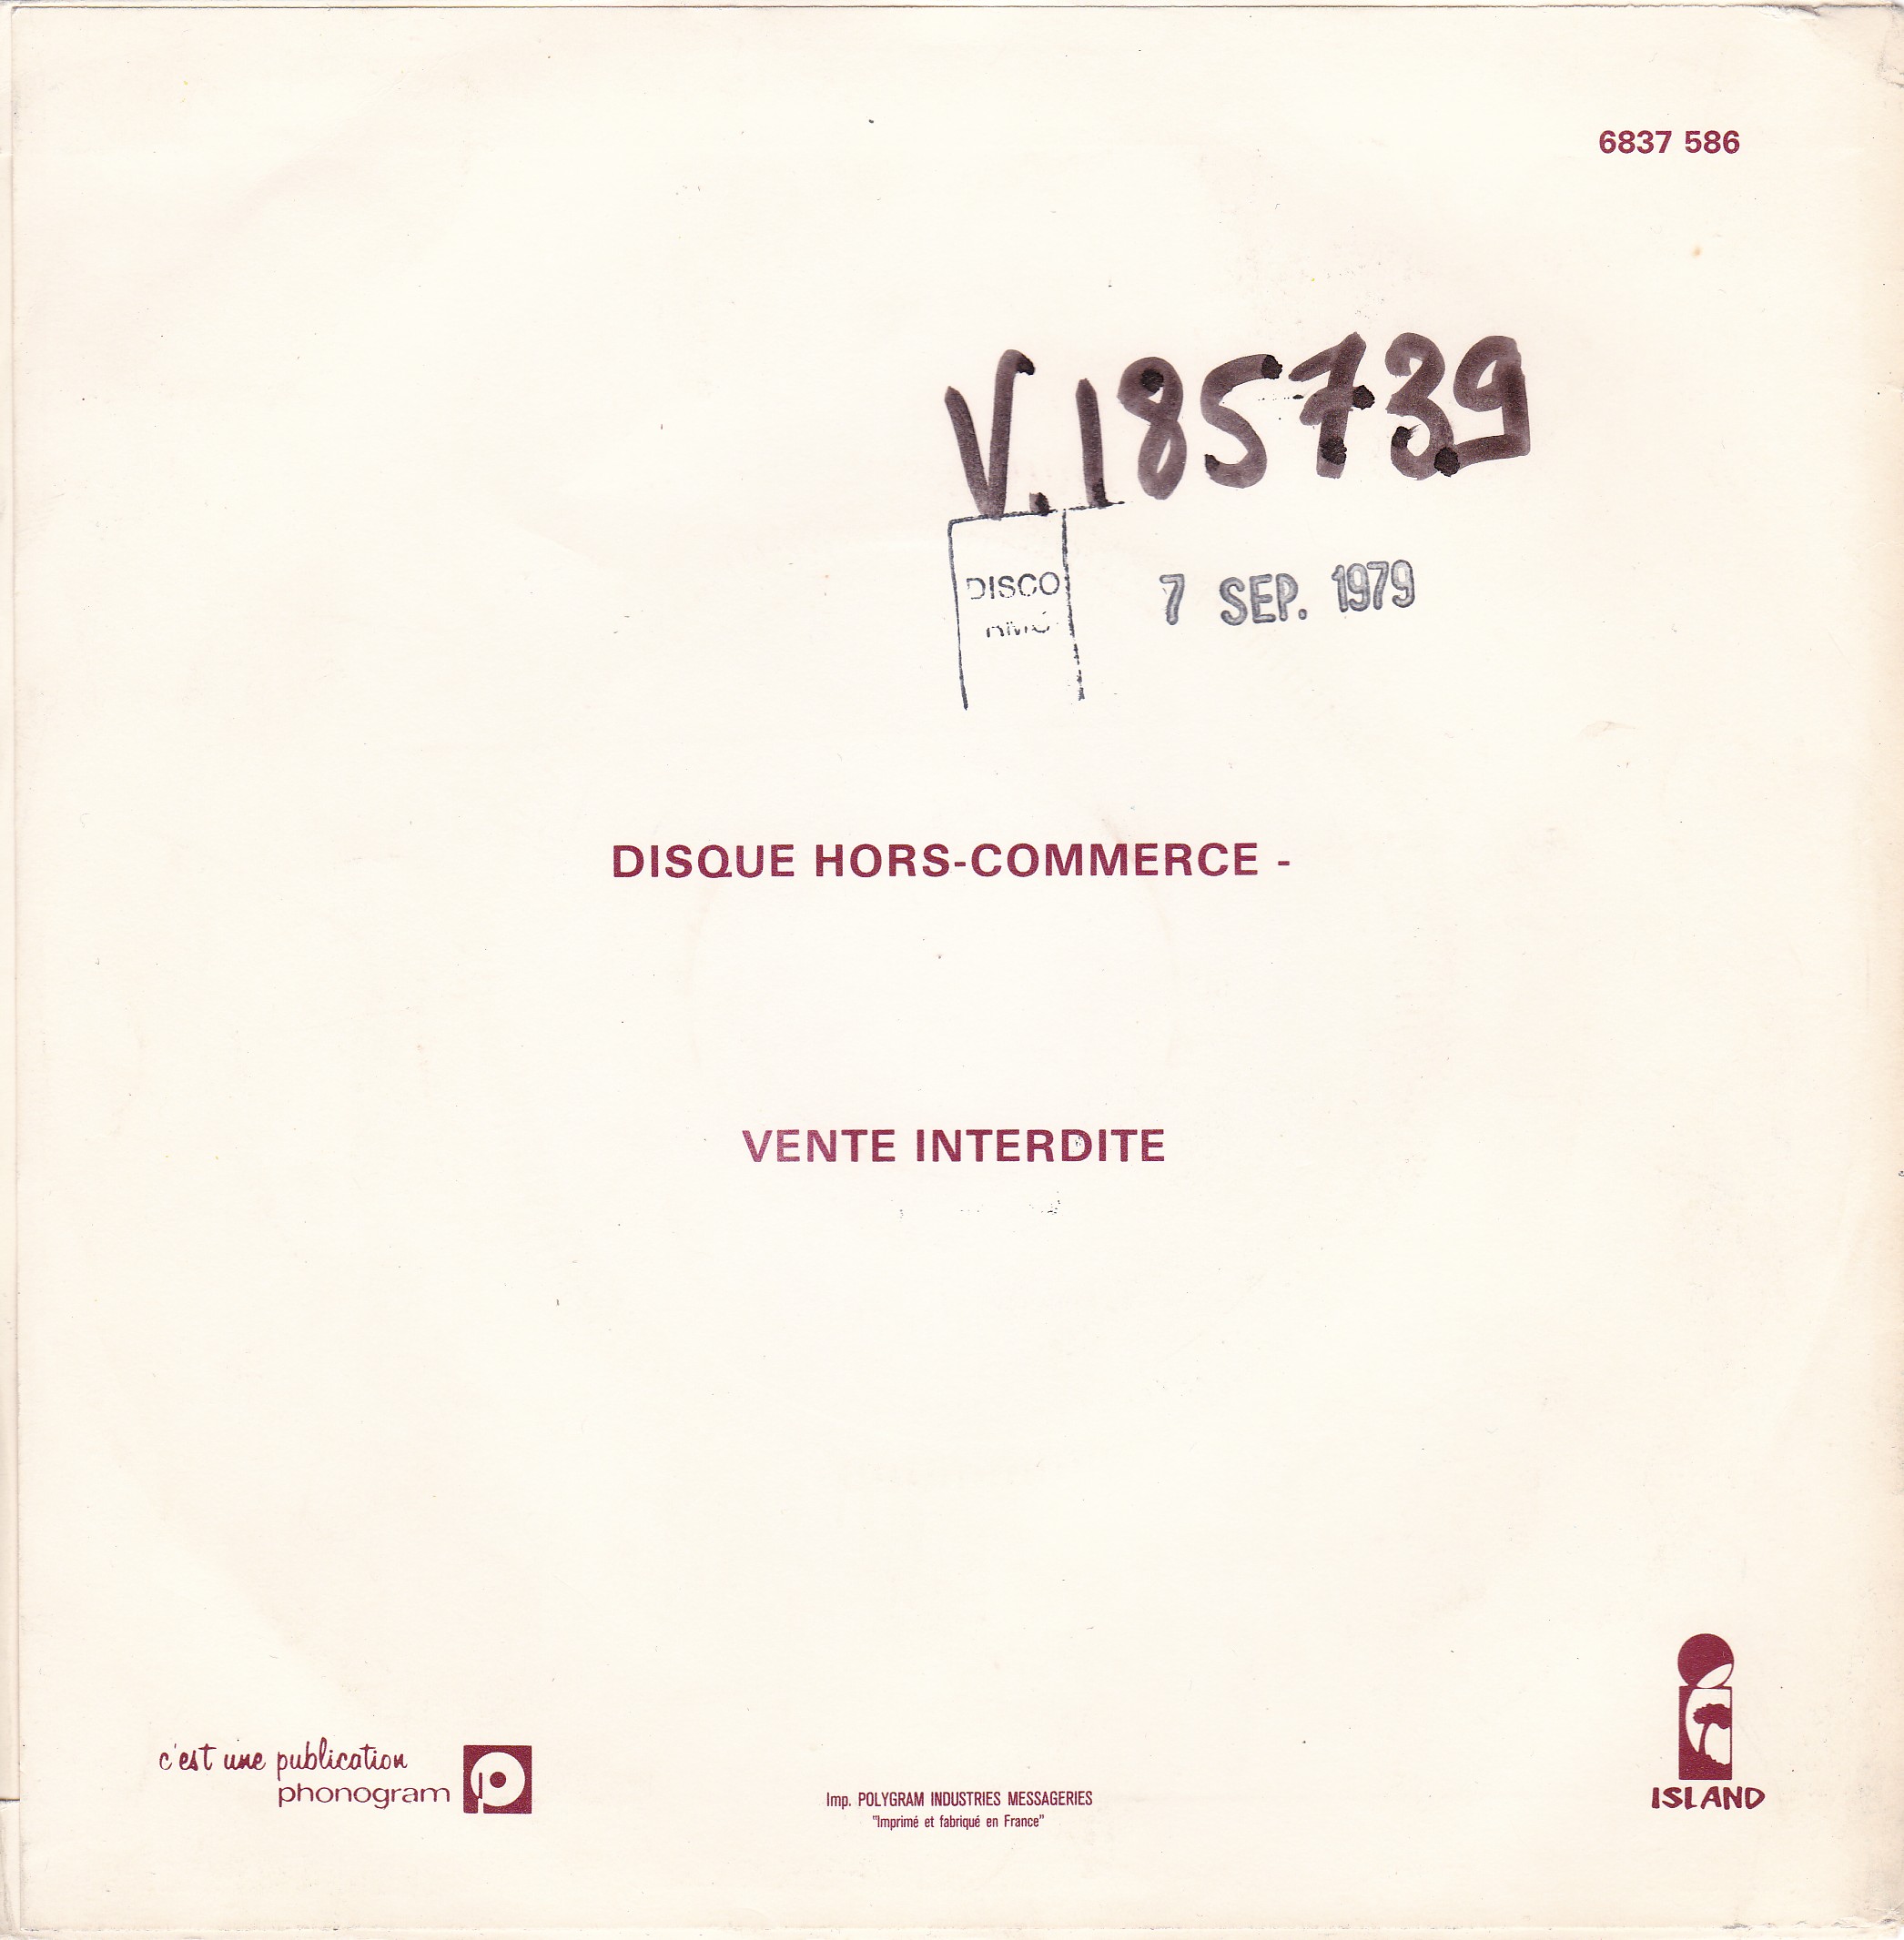 6837 586
V.185739
DISCO
7 SEP. 1979
DISQUE HORS-COMMERCE -
VENTE INTERDITE
c'est une publication
phonogram
Imp. POLYGRAM INDUSTRIES MESSAGERIES
"Imprimé et fabriqué en France"
ISLAND